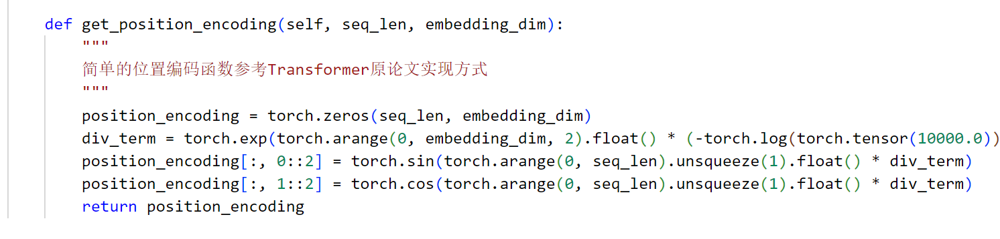 def get_position_encoding(self, seq_len, embedding_dim):
"""
简单的位置编码函数参考Transformer原论文实现方式
"""
position_encoding = torch.zeros(seq_len, embedding_dim)
div_term = torch.exp(torch.arange(0, embedding_dim, 2).float() * (-torch.log(torch.tensor(10000.0))
position_encoding[:, 0::2] = torch.sin(torch.arange(0, seq_len).unsqueeze(1).float() * div_term)
position_encoding[:, 1::2] = torch.cos(torch.arange(0, seq_len).unsqueeze(1).float() * div_term)
return position_encoding